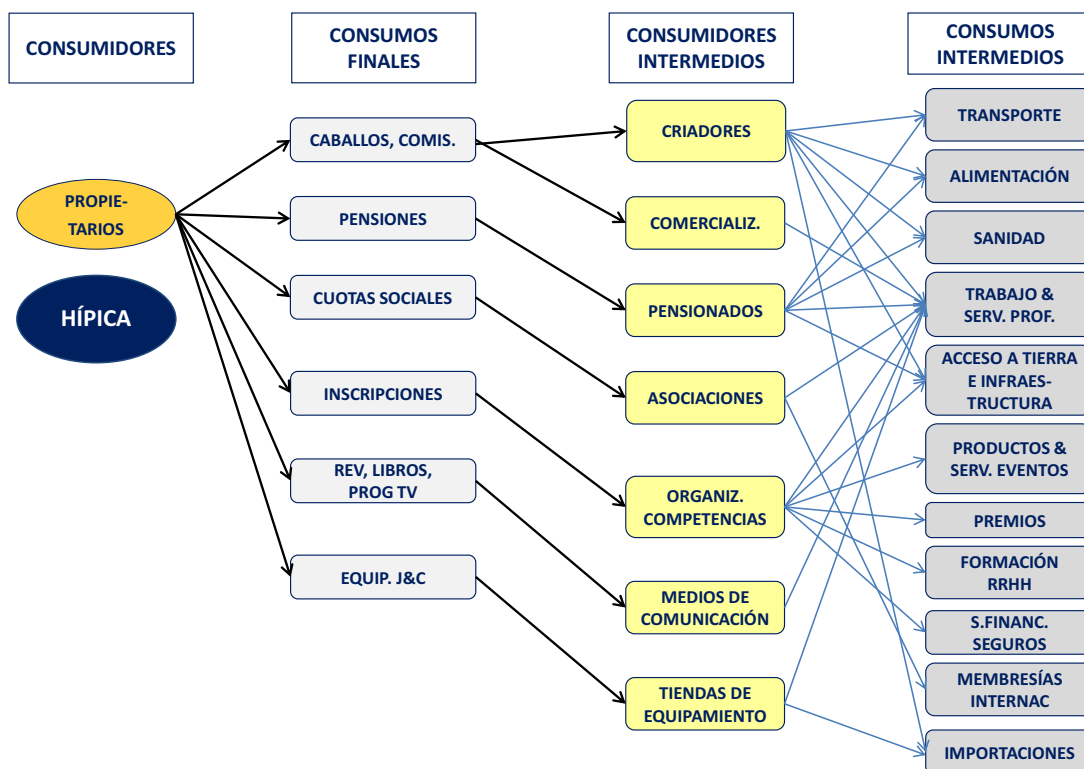 CONSUMIDORES
CONSUMOS
FINALES
CONSUMIDORES
INTERMEDIOS
CONSUMOS
INTERMEDIOS
PROPIE-
TARIOS
HÍPICA
CABALLOS, COMIS.
PENSIONES
CUOTAS SOCIALES
INSCRIPCIONES
REV, LIBROS,
PROG TV
EQUIP. J&C
CRIADORES
COMERCIALIZ.
PENSIONADOS
ASOCIACIONES
ORGANIZ.
COMPETENCIAS
MEDIOS DE
COMUNICACIÓN
TIENDAS DE
EQUIPAMIENTO
TRANSPORTE
ALIMENTACIÓN
SANIDAD
TRABAJO &
SERV. PROF.
ACCESO A TIERRA
E INFRAES-
TRUCTURA
PRODUCTOS &
SERV. EVENTOS
PREMIOS
FORMACIÓN
RRHH
S.FINANC.
SEGUROS
MEMBRESÍAS
INTERNAC
IMPORTACIONES